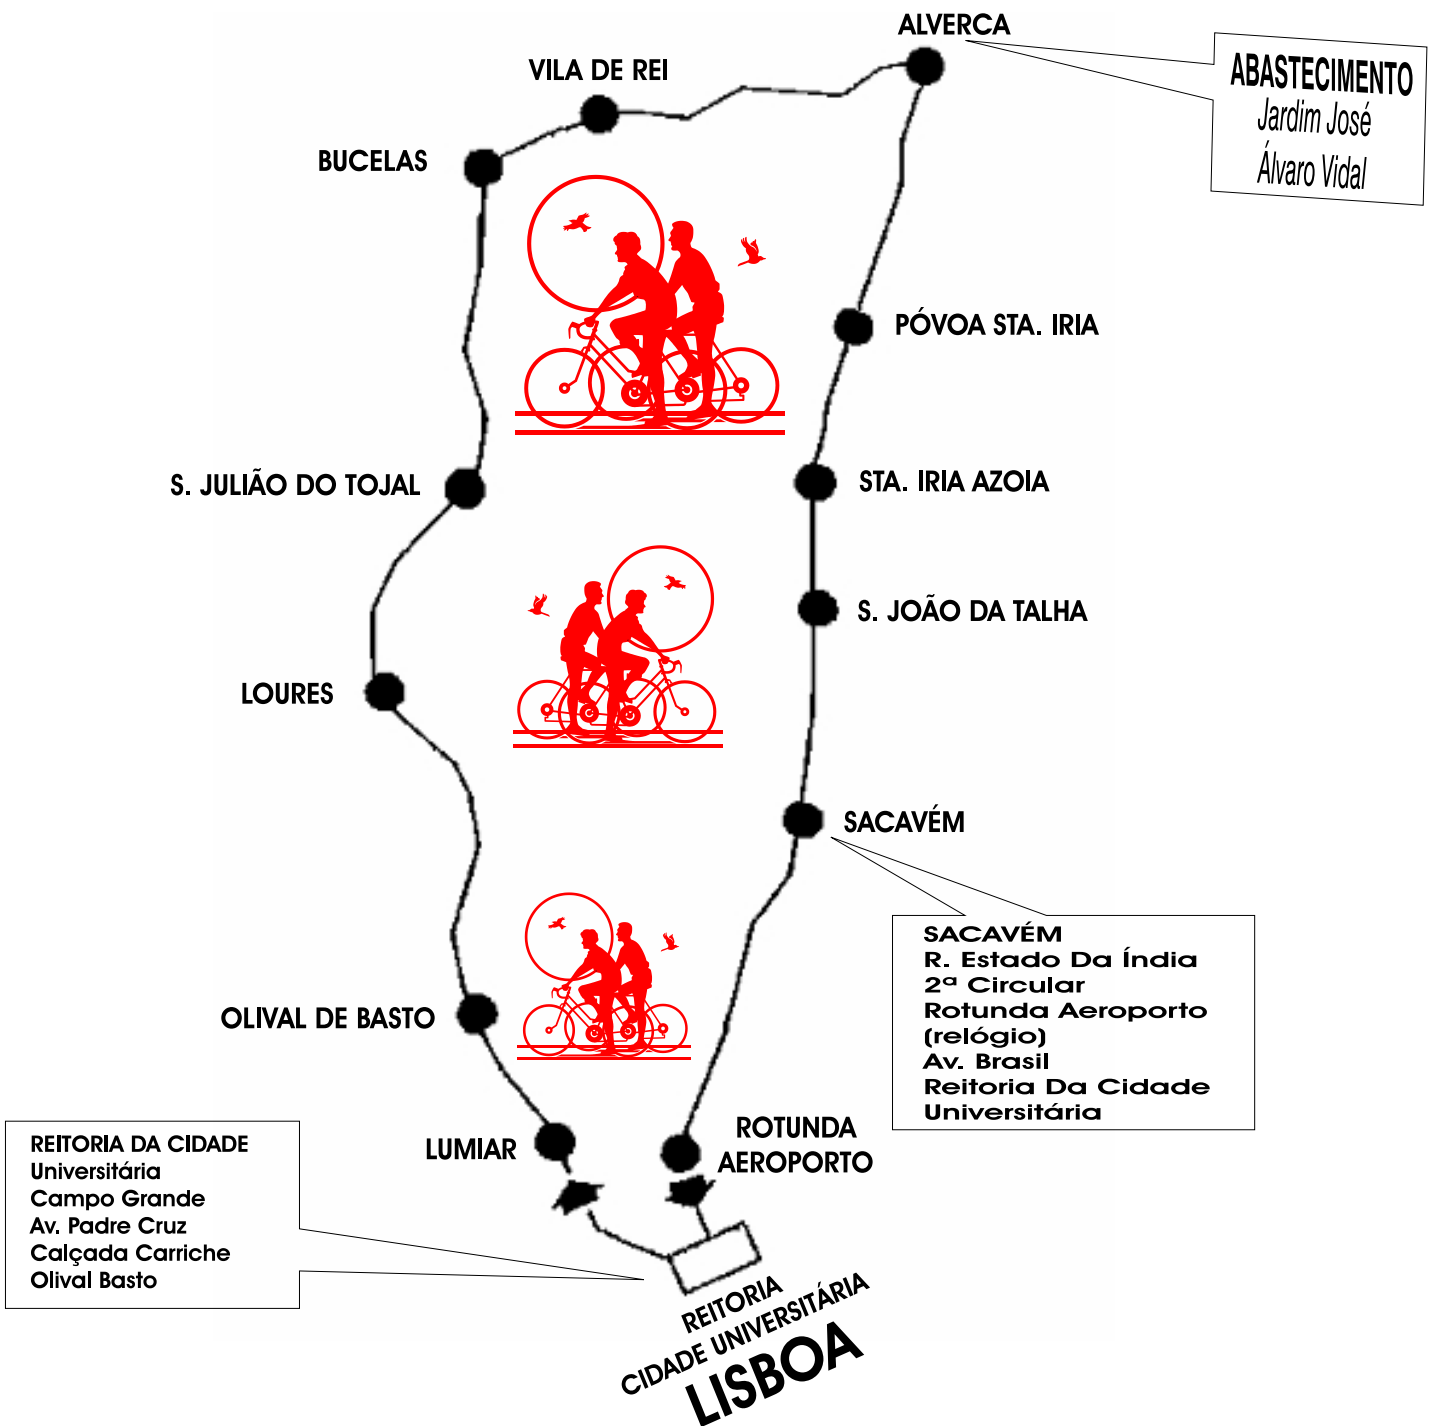 ALVERCA
ABASTECIMENTO
Jardim José
Álvaro Vidal
VILA DE REI
BUCELAS
PÓVOA STA. IRIA
S. JULIÃO DO TOJAL
STA. IRIA AZOIA
S. JOÃO DA TALHA
LOURES
SACAVÉM
SACAVÉM
R. Estado Da Índia
2ª Circular
Rotunda Aeroporto
(relógio)
Av. Brasil
Reitoria Da Cidade
Universitária
OLIVAL DE BASTO
LUMIAR
ROTUNDA
AEROPORTO
REITORIA DA CIDADE
Universitária
Campo Grande
Av. Padre Cruz
Calçada Carriche
Olival Basto
REITORIA
CIDADE UNIVERSITÁRIA
LISBOA